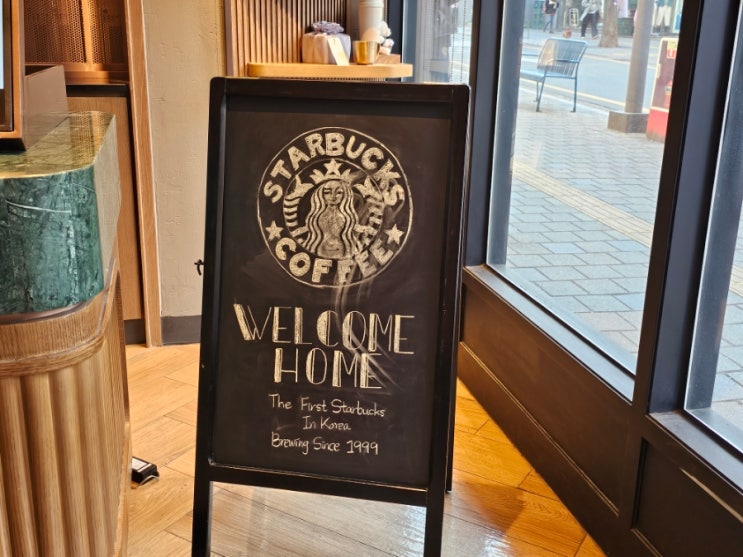 STARBUCKS
COFFEE
WELCOME
HOME
The First Starbucks
In Korea
Brewing Since 1999